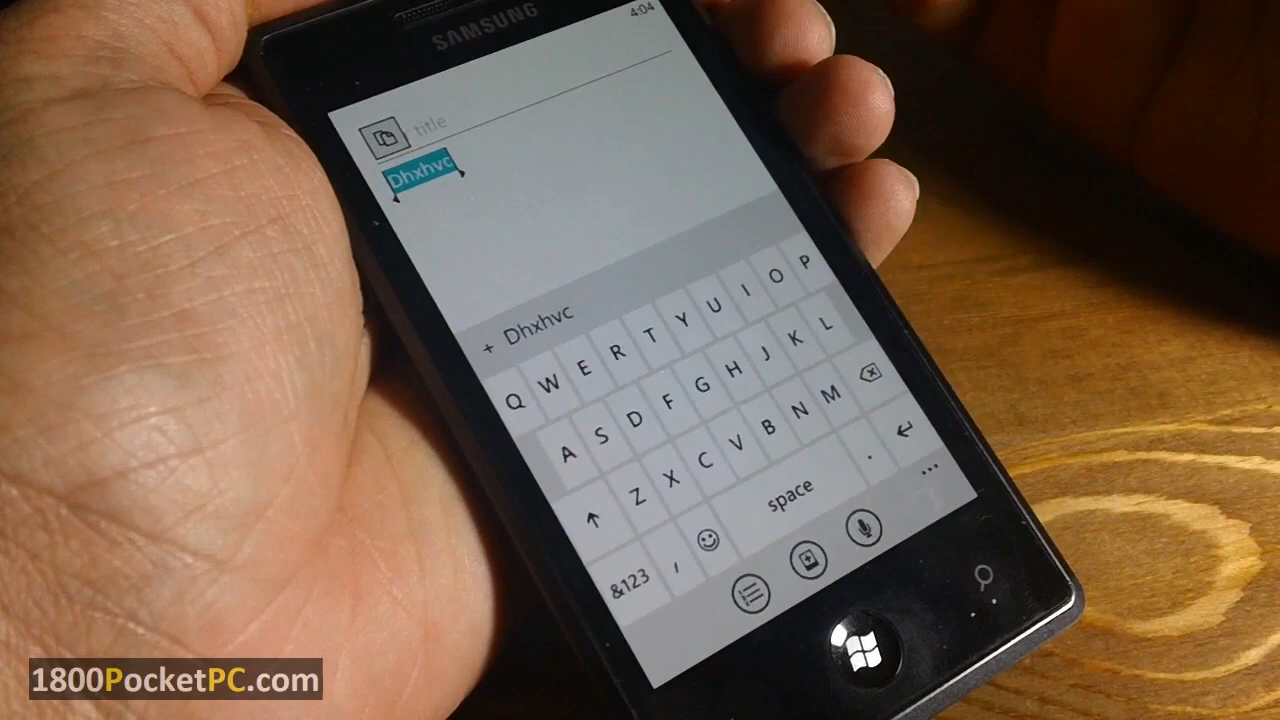 SAMSUNG
4:04
title
Dhxhvc
+ Dhxhvc
Q W E R T Y U I O P
A S D F G H J K L
Z X C V B N M
&123 , space .
1800PocketPC.com